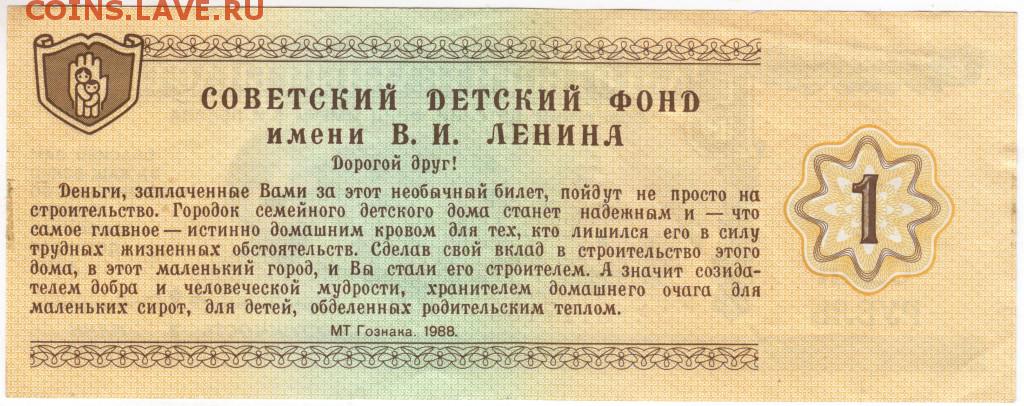 COINS.LAVE.RU
СОВЕТСКИЙ ДЕТСКИЙ ФОНД
имени В. И. ЛЕНИНА
Дорогой друг!
Деньги, заплаченные Вами за этот необычный билет, пойдут не просто на
строительство. Городок семейного детского дома станет надежным и — что
самое главное — истинно домашним кровом для тех, кто лишился его в силу
трудных жизненных обстоятельств. Сделав свой вклад в строительство этого
дома, в этот маленький город, и Вы стали его строителем. А значит созида-
телем добра и человеческой мудрости, хранителем домашнего очага для
маленьких сирот, для детей, обделенных родительским теплом.
МТ Гознака. 1988.
1